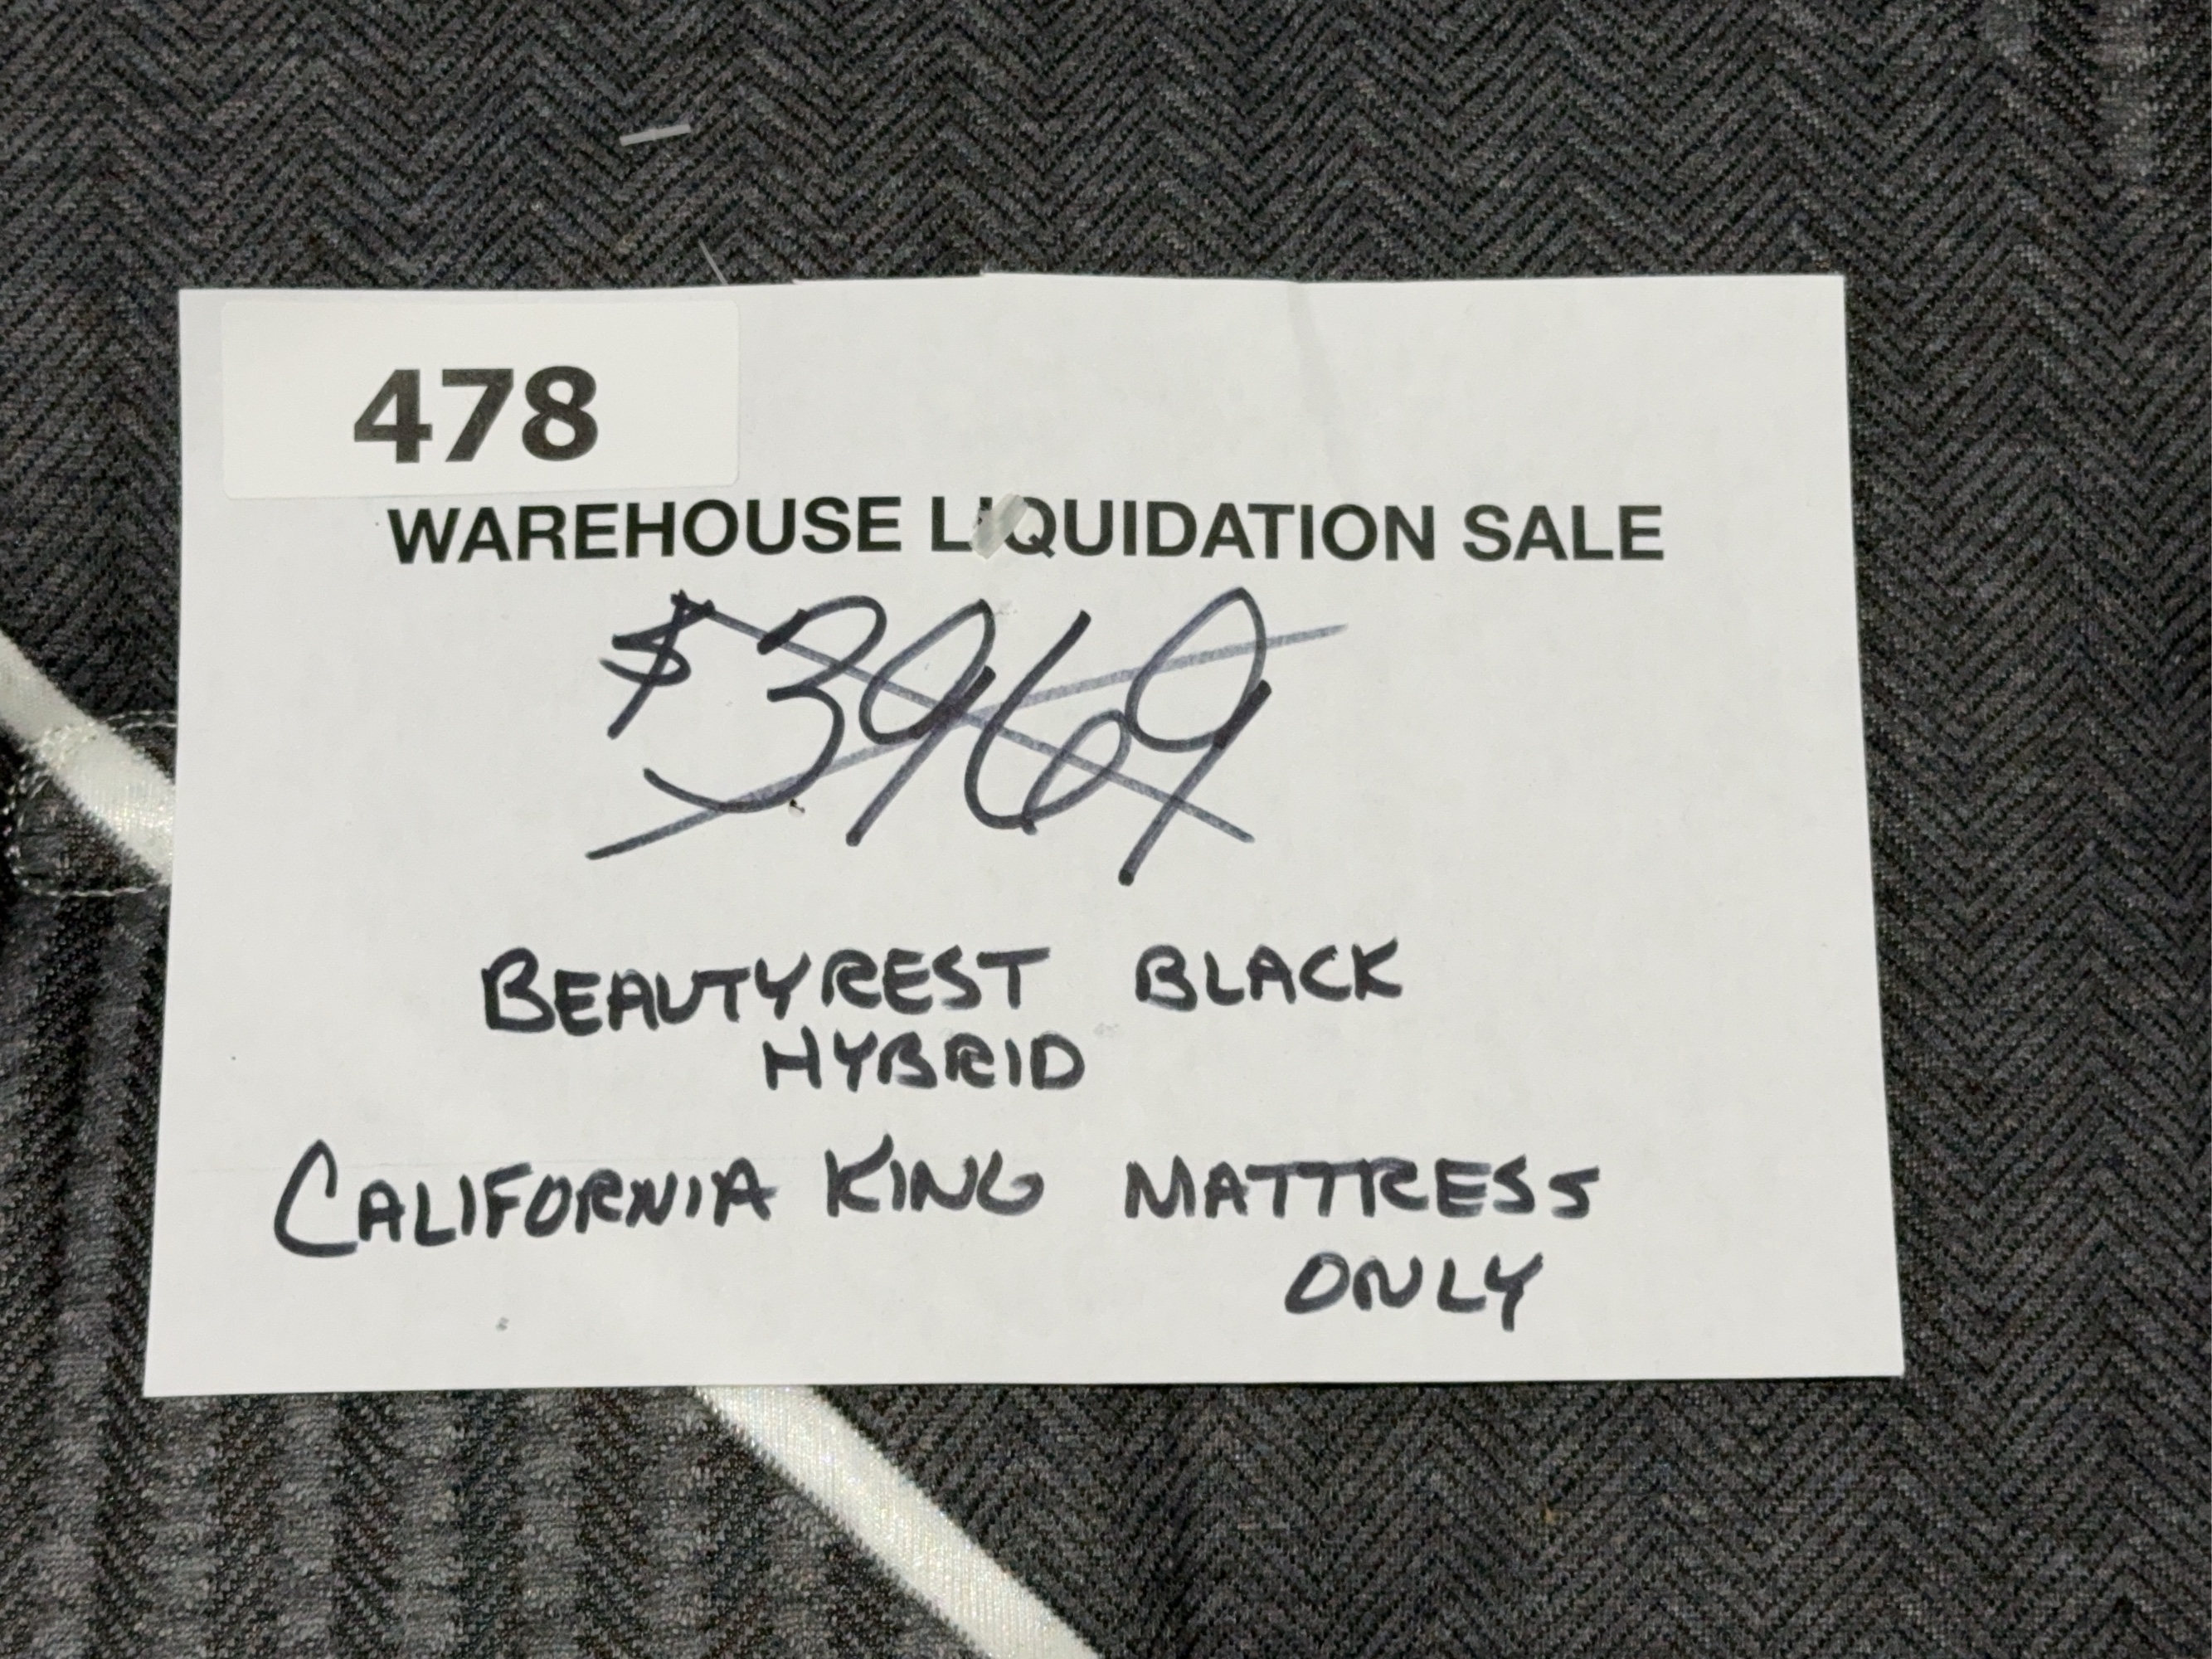 478
WAREHOUSE LIQUIDATION SALE
$3969
BEAUTYREST BLACK
HYBRID
CALIFORNIA KING MATTRESS
ONLY